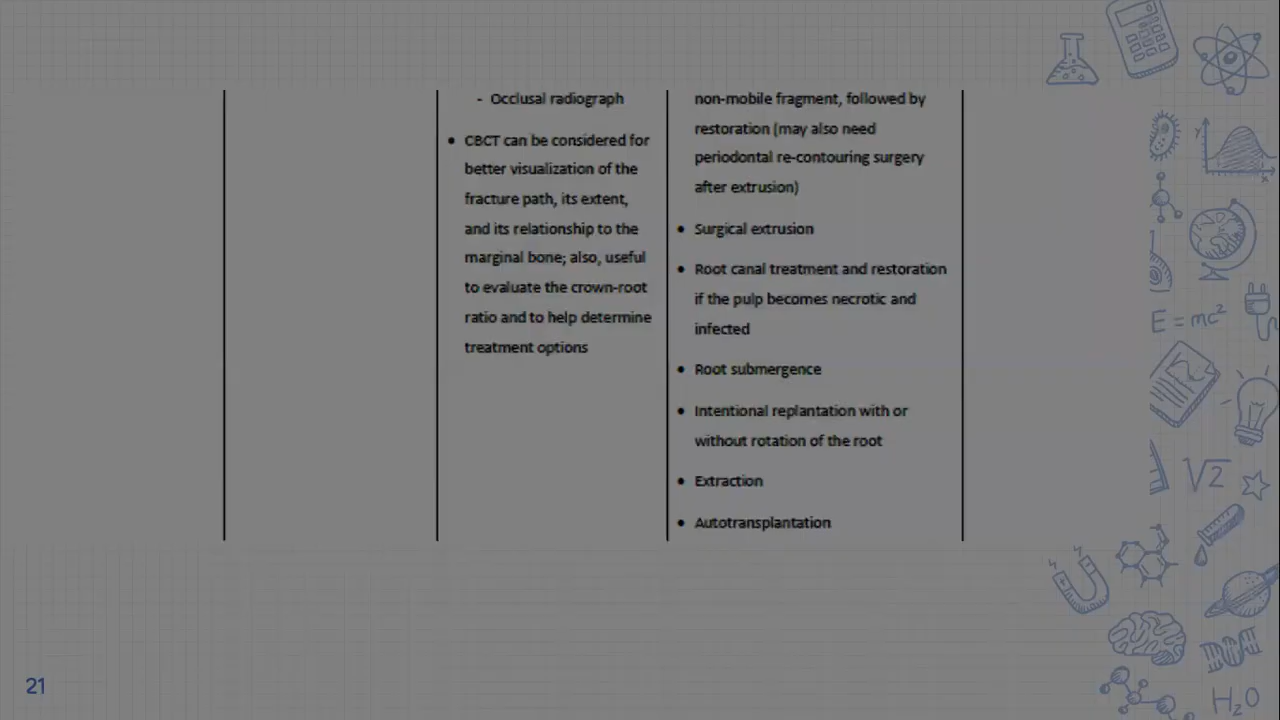 - Occlusal radiograph
• CBCT can be considered for
better visualization of the
fracture path, its extent,
and its relationship to the
marginal bone; also, useful
to evaluate the crown-root
ratio and to help determine
treatment options
non-mobile fragment, followed by
restoration (may also need
periodontal re-contouring surgery
after extrusion)
• Surgical extrusion
• Root canal treatment and restoration
if the pulp becomes necrotic and
infected
• Root submergence
• Intentional replantation with or
without rotation of the root
• Extraction
• Autotransplantation
y
x
E = mc²
√2
H₂O
21